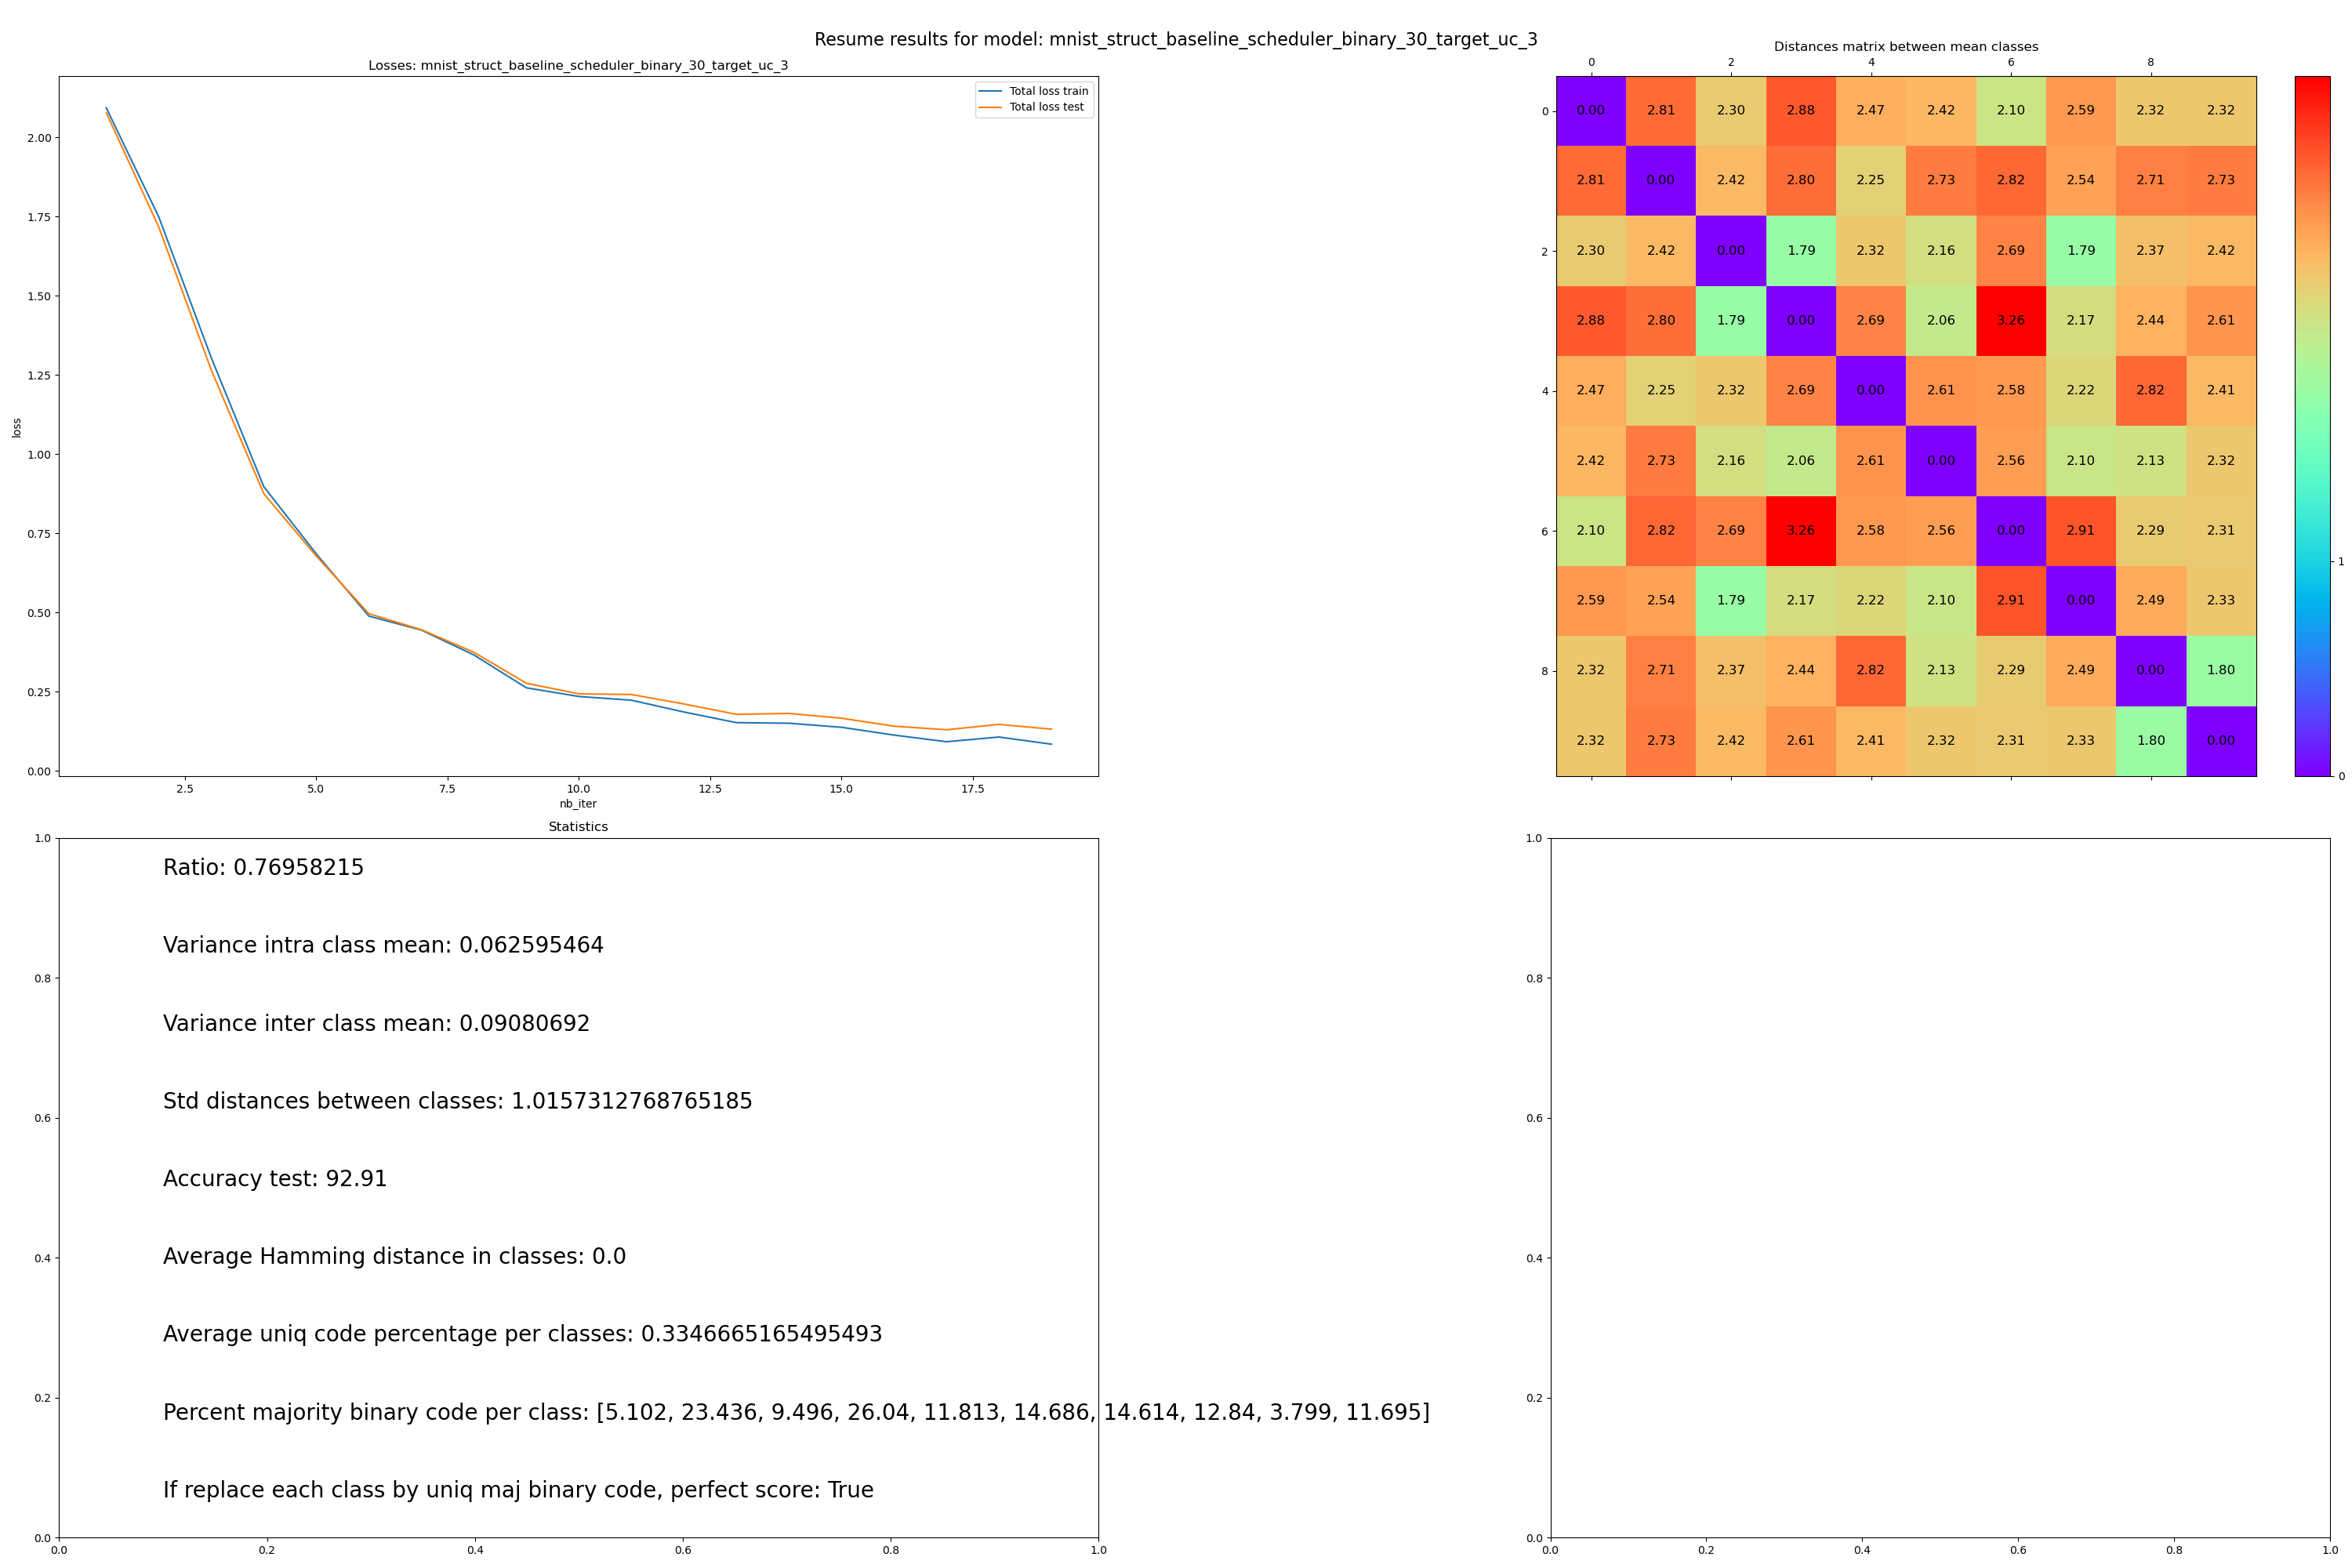 Resume results for model: mnist_struct_baseline_scheduler_binary_30_target_uc_3
Losses: mnist_struct_baseline_scheduler_binary_30_target_uc_3
Total loss train
Total loss test
2.00
1.75
1.50
1.25
1.00
0.75
0.50
0.25
0.00
loss
2.5 5.0 7.5 10.0 12.5 15.0 17.5
nb_iter
Distances matrix between mean classes
0 2 4 6 8
0 0.00 2.81 2.30 2.88 2.47 2.42 2.10 2.59 2.32 2.32
2.81 0.00 2.42 2.80 2.25 2.73 2.82 2.54 2.71 2.73
2 2.30 2.42 0.00 1.79 2.32 2.16 2.69 1.79 2.37 2.42
2.88 2.80 1.79 0.00 2.69 2.06 3.26 2.17 2.44 2.61
4 2.47 2.25 2.32 2.69 0.00 2.61 2.58 2.22 2.82 2.41
2.42 2.73 2.16 2.06 2.61 0.00 2.56 2.10 2.13 2.32
6 2.10 2.82 2.69 3.26 2.58 2.56 0.00 2.91 2.29 2.31
2.59 2.54 1.79 2.17 2.22 2.10 2.91 0.00 2.49 2.33
8 2.32 2.71 2.37 2.44 2.82 2.13 2.29 2.49 0.00 1.80
2.32 2.73 2.42 2.61 2.41 2.32 2.31 2.33 1.80 0.00
1
0
Statistics
Ratio: 0.76958215
Variance intra class mean: 0.062595464
Variance inter class mean: 0.09080692
Std distances between classes: 1.0157312768765185
Accuracy test: 92.91
Average Hamming distance in classes: 0.0
Average uniq code percentage per classes: 0.3346665165495493
Percent majority binary code per class: [5.102, 23.436, 9.496, 26.04, 11.813, 14.686, 14.614, 12.84, 3.799, 11.695]
If replace each class by uniq maj binary code, perfect score: True
1.0
0.8
0.6
0.4
0.2
0.0
0.0 0.2 0.4 0.6 0.8 1.0
1.0
0.8
0.6
0.4
0.2
0.0
0.0 0.2 0.4 0.6 0.8 1.0